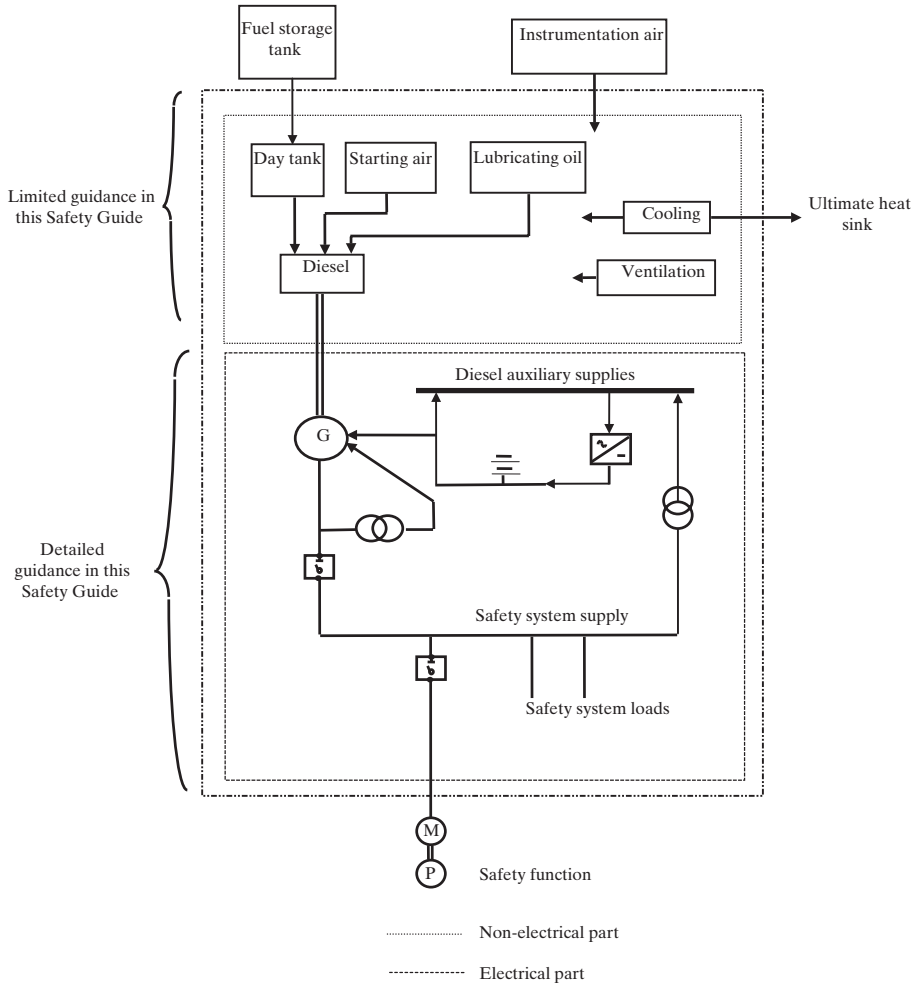 Fuel storage
tank
Instrumentation air
Day tank
Starting air
Lubricating oil
Limited guidance in
this Safety Guide
Cooling
Ultimate heat
sink
Diesel
Ventilation
Diesel auxiliary supplies
G
Detailed
guidance in this
Safety Guide
Safety system supply
Safety system loads
M
P
Safety function
Non-electrical part
Electrical part